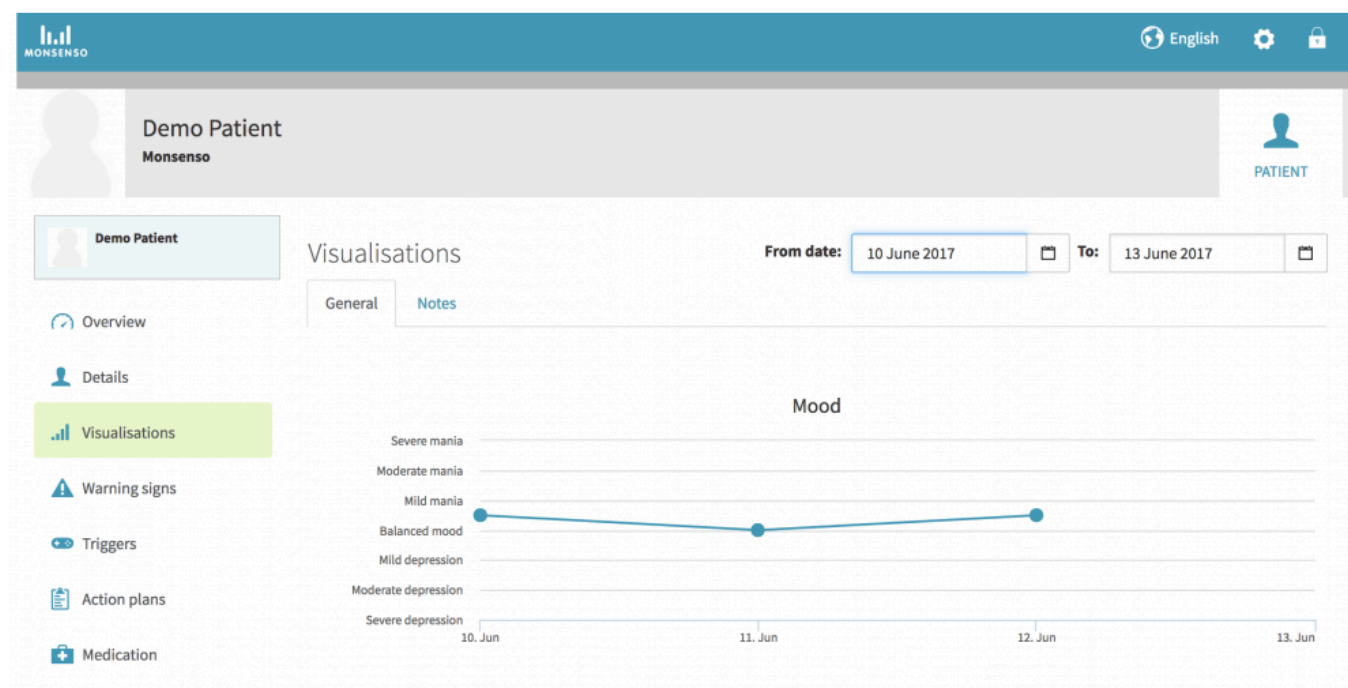 MONSENSO
English
Demo Patient
Monsenso
PATIENT
Demo Patient
Visualisations
From date: 10 June 2017 To: 13 June 2017
General Notes
Overview
Details
Visualisations
Warning signs
Triggers
Action plans
Medication
Mood
Severe mania
Moderate mania
Mild mania
Balanced mood
Mild depression
Moderate depression
Severe depression
10. Jun 11. Jun 12. Jun 13. Jun